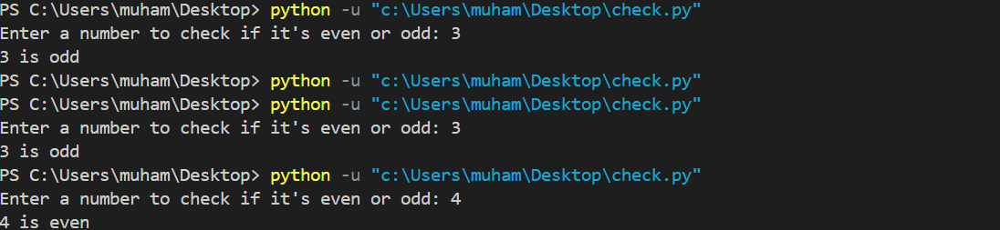 PS C:\Users\muham\Desktop> python -u "c:\Users\muham\Desktop\check.py"
Enter a number to check if it's even or odd: 3
3 is odd
PS C:\Users\muham\Desktop> python -u "c:\Users\muham\Desktop\check.py"
PS C:\Users\muham\Desktop> python -u "c:\Users\muham\Desktop\check.py"
Enter a number to check if it's even or odd: 3
3 is odd
PS C:\Users\muham\Desktop> python -u "c:\Users\muham\Desktop\check.py"
Enter a number to check if it's even or odd: 4
4 is even